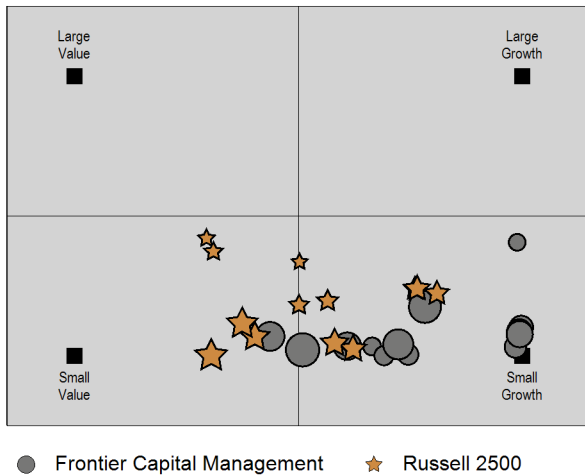 Large
Value
Large
Growth
Small
Value
Small
Growth
Frontier Capital Management
Russell 2500